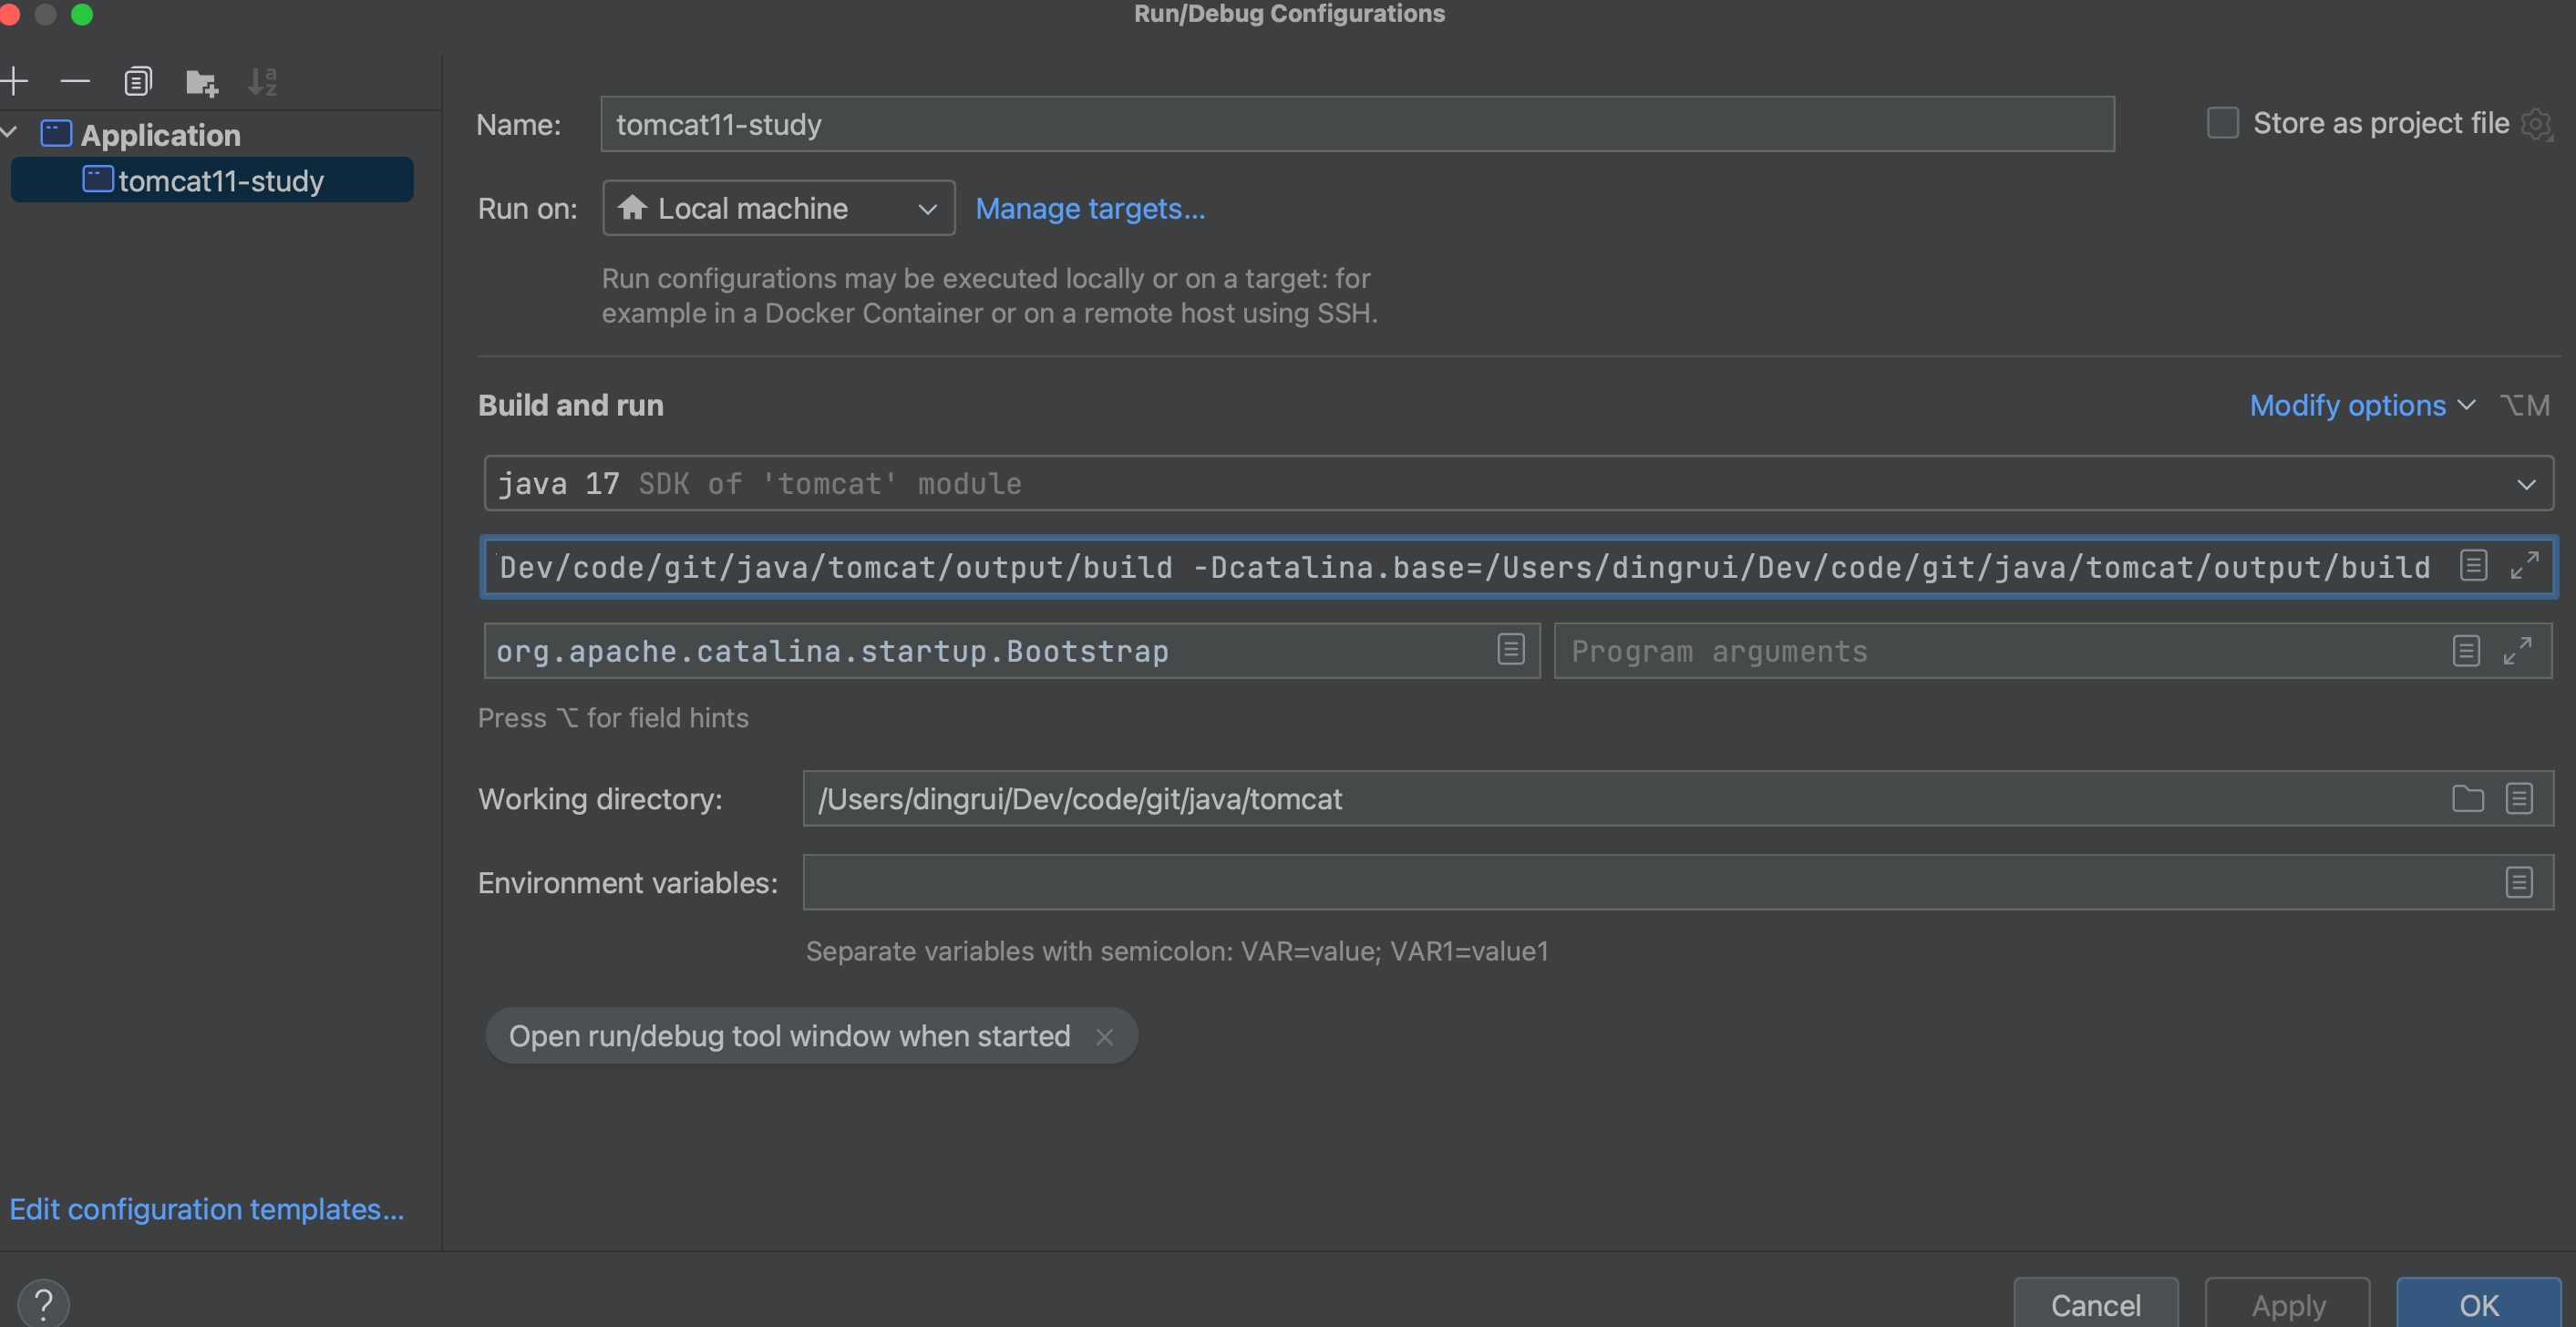 Run/Debug Configurations
Application
tomcat11-study
Edit configuration templates...
Name: tomcat11-study
Store as project file
Run on: Local machine Manage targets...
Run configurations may be executed locally or on a target: for
example in a Docker Container or on a remote host using SSH.
Build and run
Modify options ⌥M
java 17 SDK of 'tomcat' module
Dev/code/git/java/tomcat/output/build -Dcatalina.base=/Users/dingrui/Dev/code/git/java/tomcat/output/build
org.apache.catalina.startup.Bootstrap
Program arguments
Press ⌥ for field hints
Working directory: /Users/dingrui/Dev/code/git/java/tomcat
Environment variables:
Separate variables with semicolon: VAR=value; VAR1=value1
Open run/debug tool window when started
?
Cancel
Apply
OK